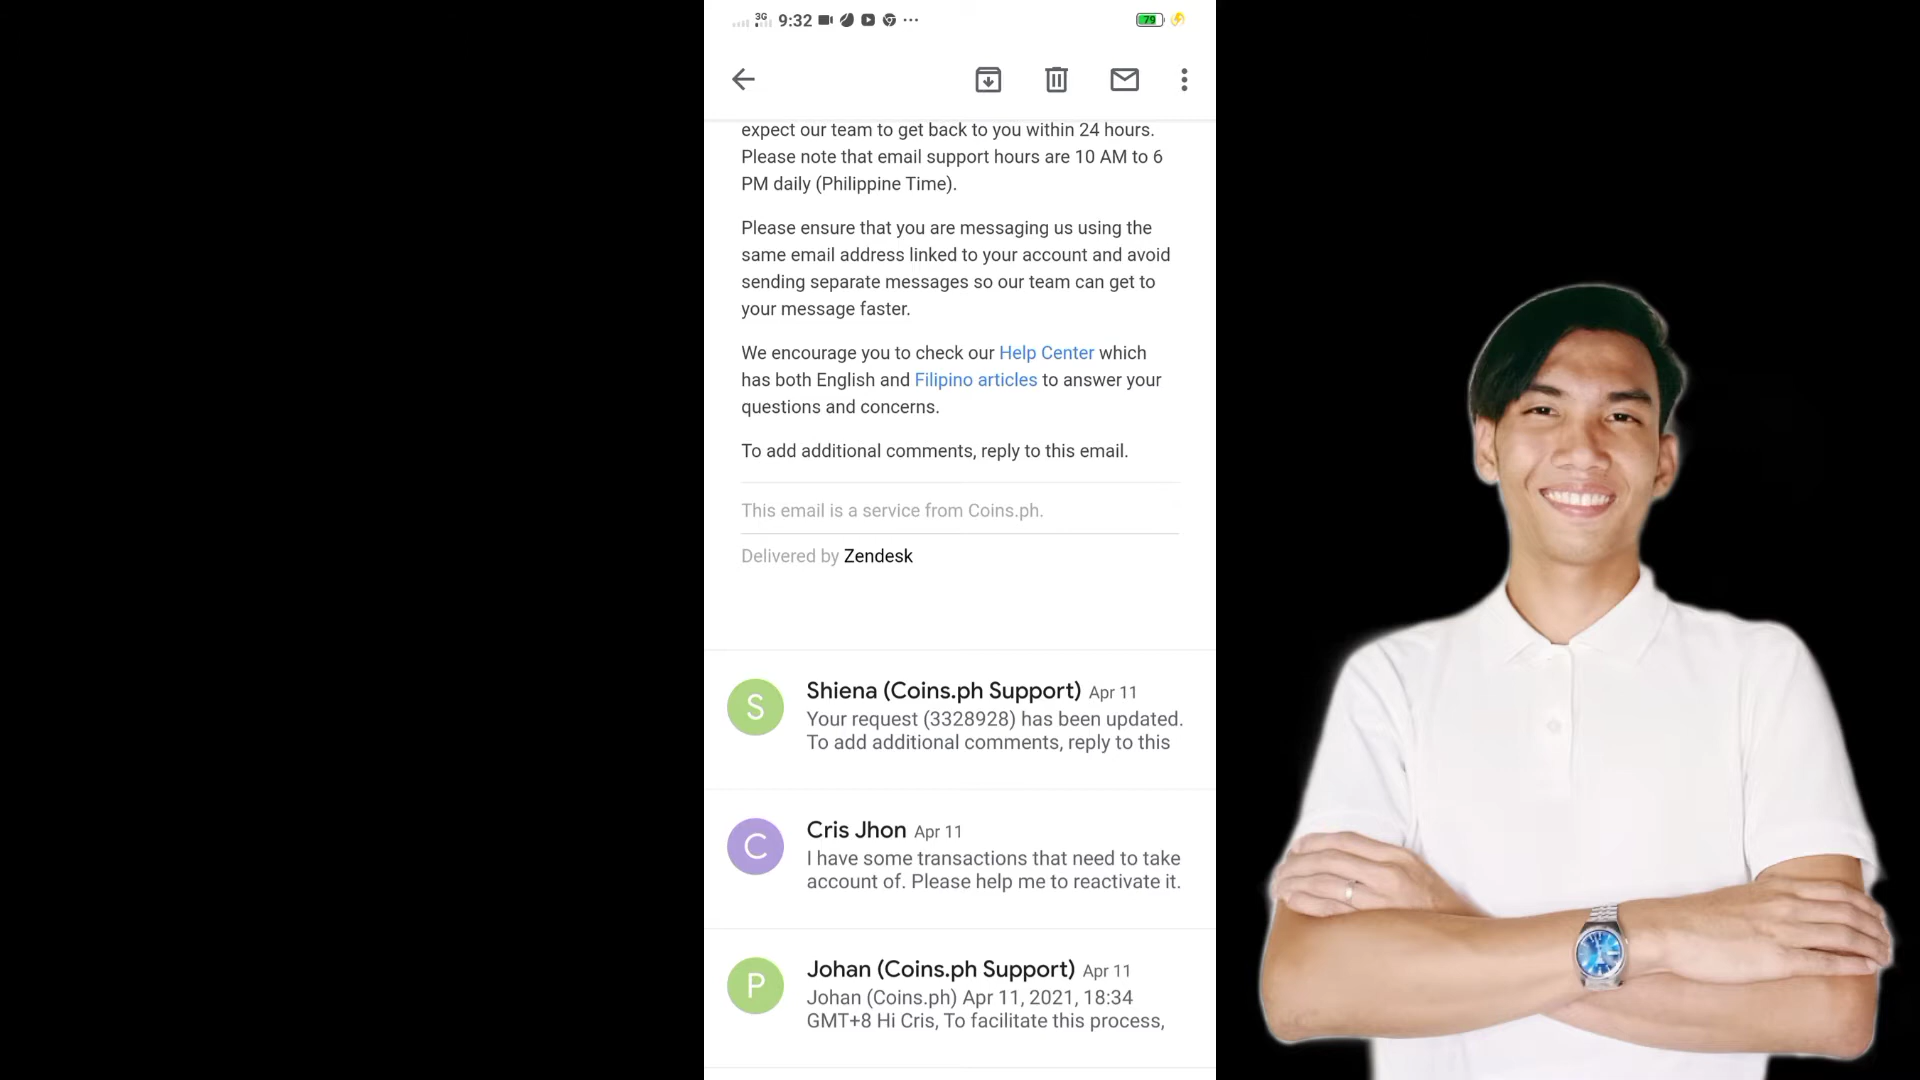 3G 9:32 79
expect our team to get back to you within 24 hours.
Please note that email support hours are 10 AM to 6
PM daily (Philippine Time).
Please ensure that you are messaging us using the
same email address linked to your account and avoid
sending separate messages so our team can get to
your message faster.
We encourage you to check our Help Center which
has both English and Filipino articles to answer your
questions and concerns.
To add additional comments, reply to this email.
This email is a service from Coins.ph.
Delivered by Zendesk
S
Shiena (Coins.ph Support) Apr 11
Your request (3328928) has been updated.
To add additional comments, reply to this
C
Cris Jhon Apr 11
I have some transactions that need to take
account of. Please help me to reactivate it.
P
Johan (Coins.ph Support) Apr 11
Johan (Coins.ph) Apr 11, 2021, 18:34
GMT+8 Hi Cris, To facilitate this process,